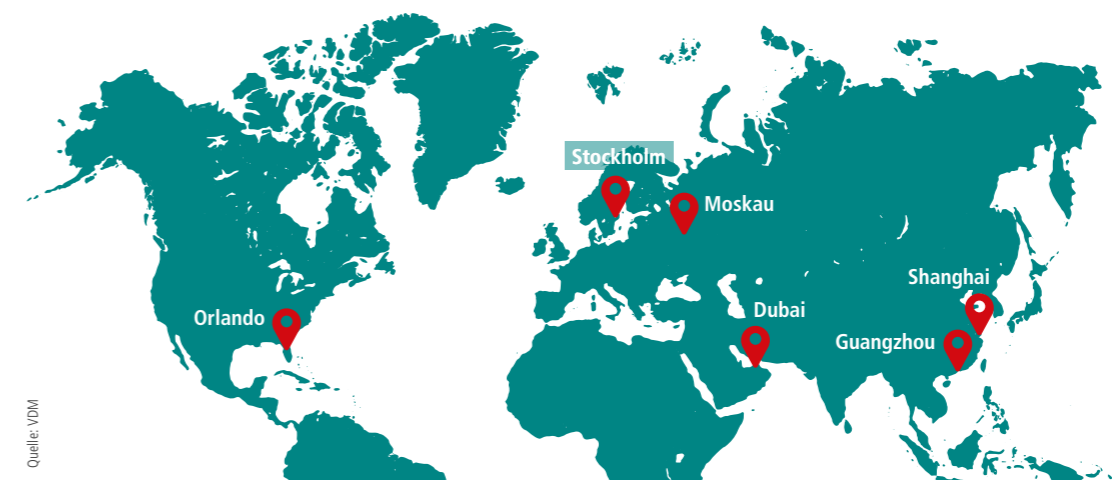 Stockholm
Moskau
Shanghai
Dubai
Orlando
Guangzhou
Quelle: VDM